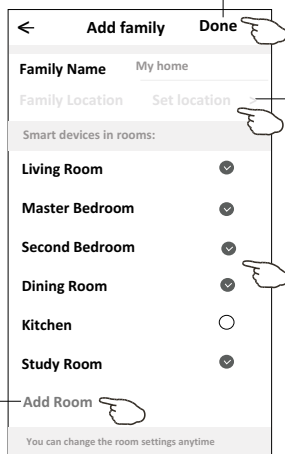 ← Add family Done
Family Name My home
Family Location Set location >
Smart devices in rooms:
Living Room
Master Bedroom
Second Bedroom
Dining Room
Kitchen
Study Room
Add Room
You can change the room settings anytime